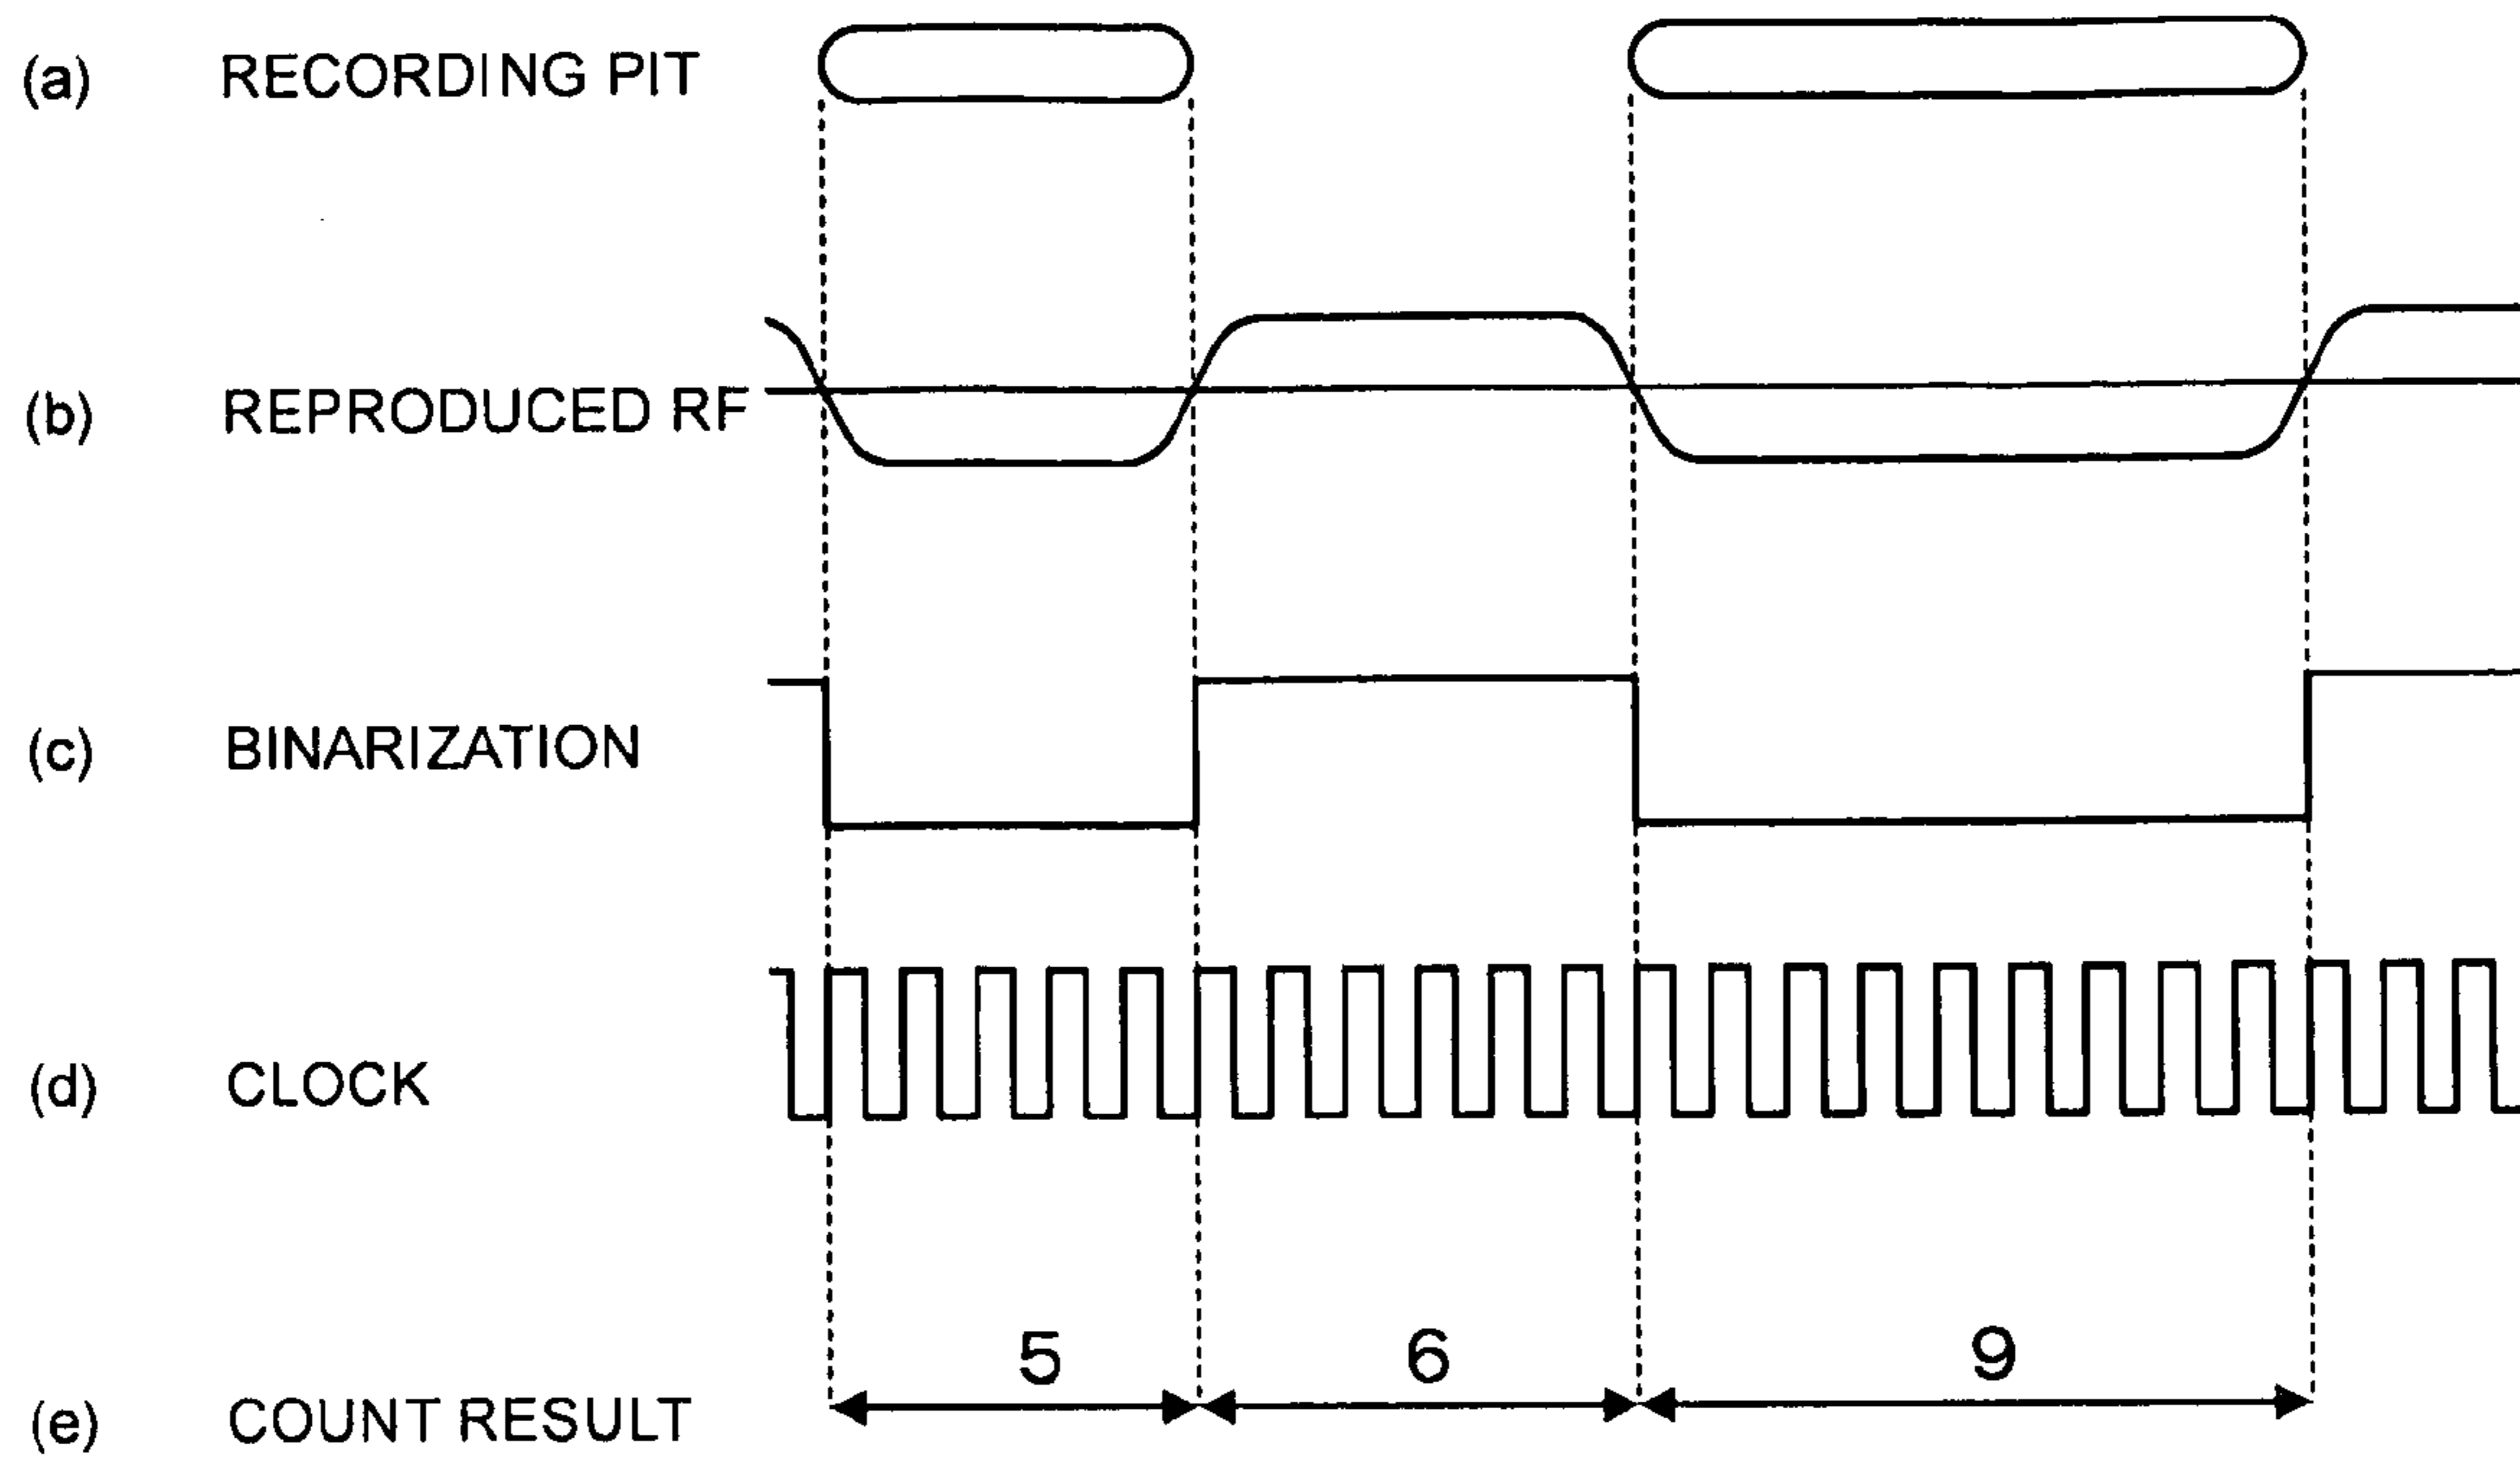 (a) RECORDING PIT
(b) REPRODUCED RF
(c) BINARIZATION
(d) CLOCK
5 6 9
(e) COUNT RESULT